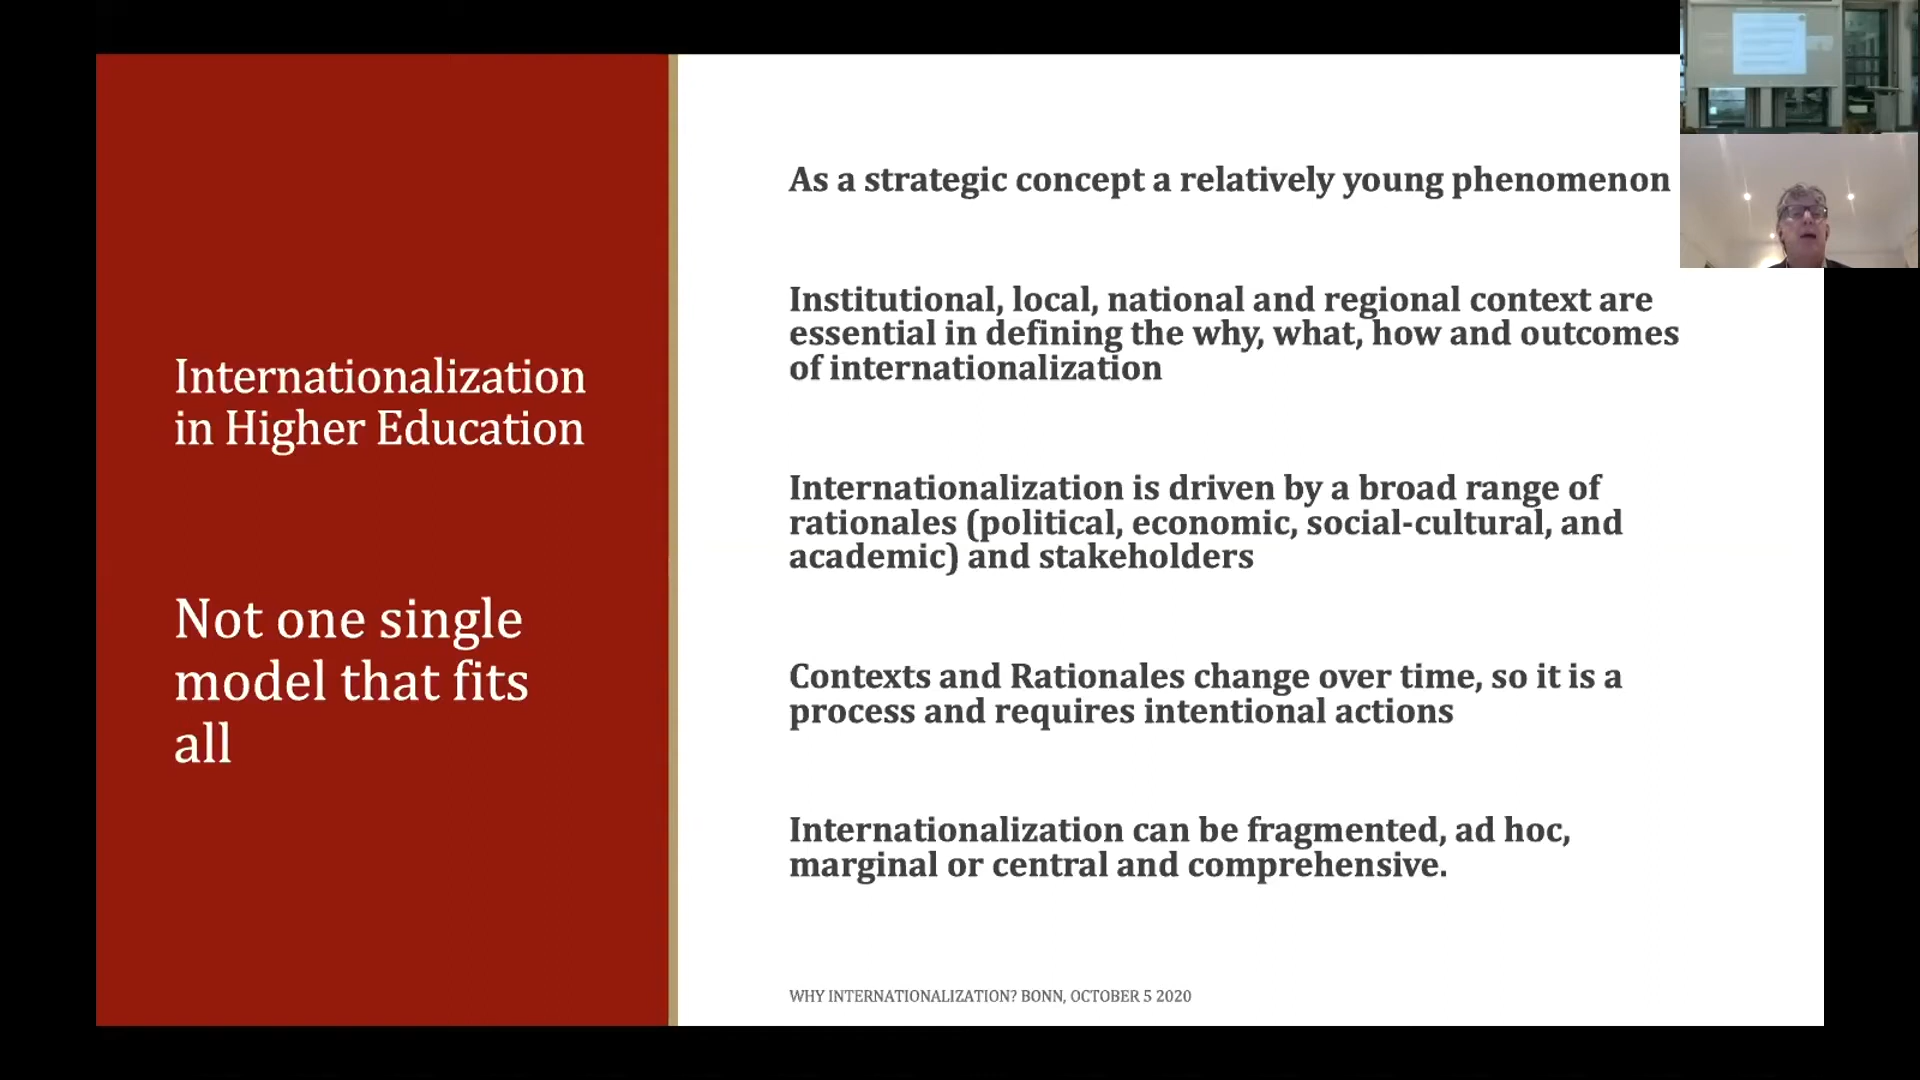 Internationalization
in Higher Education
Not one single
model that fits
all
As a strategic concept a relatively young phenomenon
Institutional, local, national and regional context are
essential in defining the why, what, how and outcomes
of internationalization
Internationalization is driven by a broad range of
rationales (political, economic, social-cultural, and
academic) and stakeholders
Contexts and Rationales change over time, so it is a
process and requires intentional actions
Internationalization can be fragmented, ad hoc,
marginal or central and comprehensive.
WHY INTERNATIONALIZATION? BONN, OCTOBER 5 2020